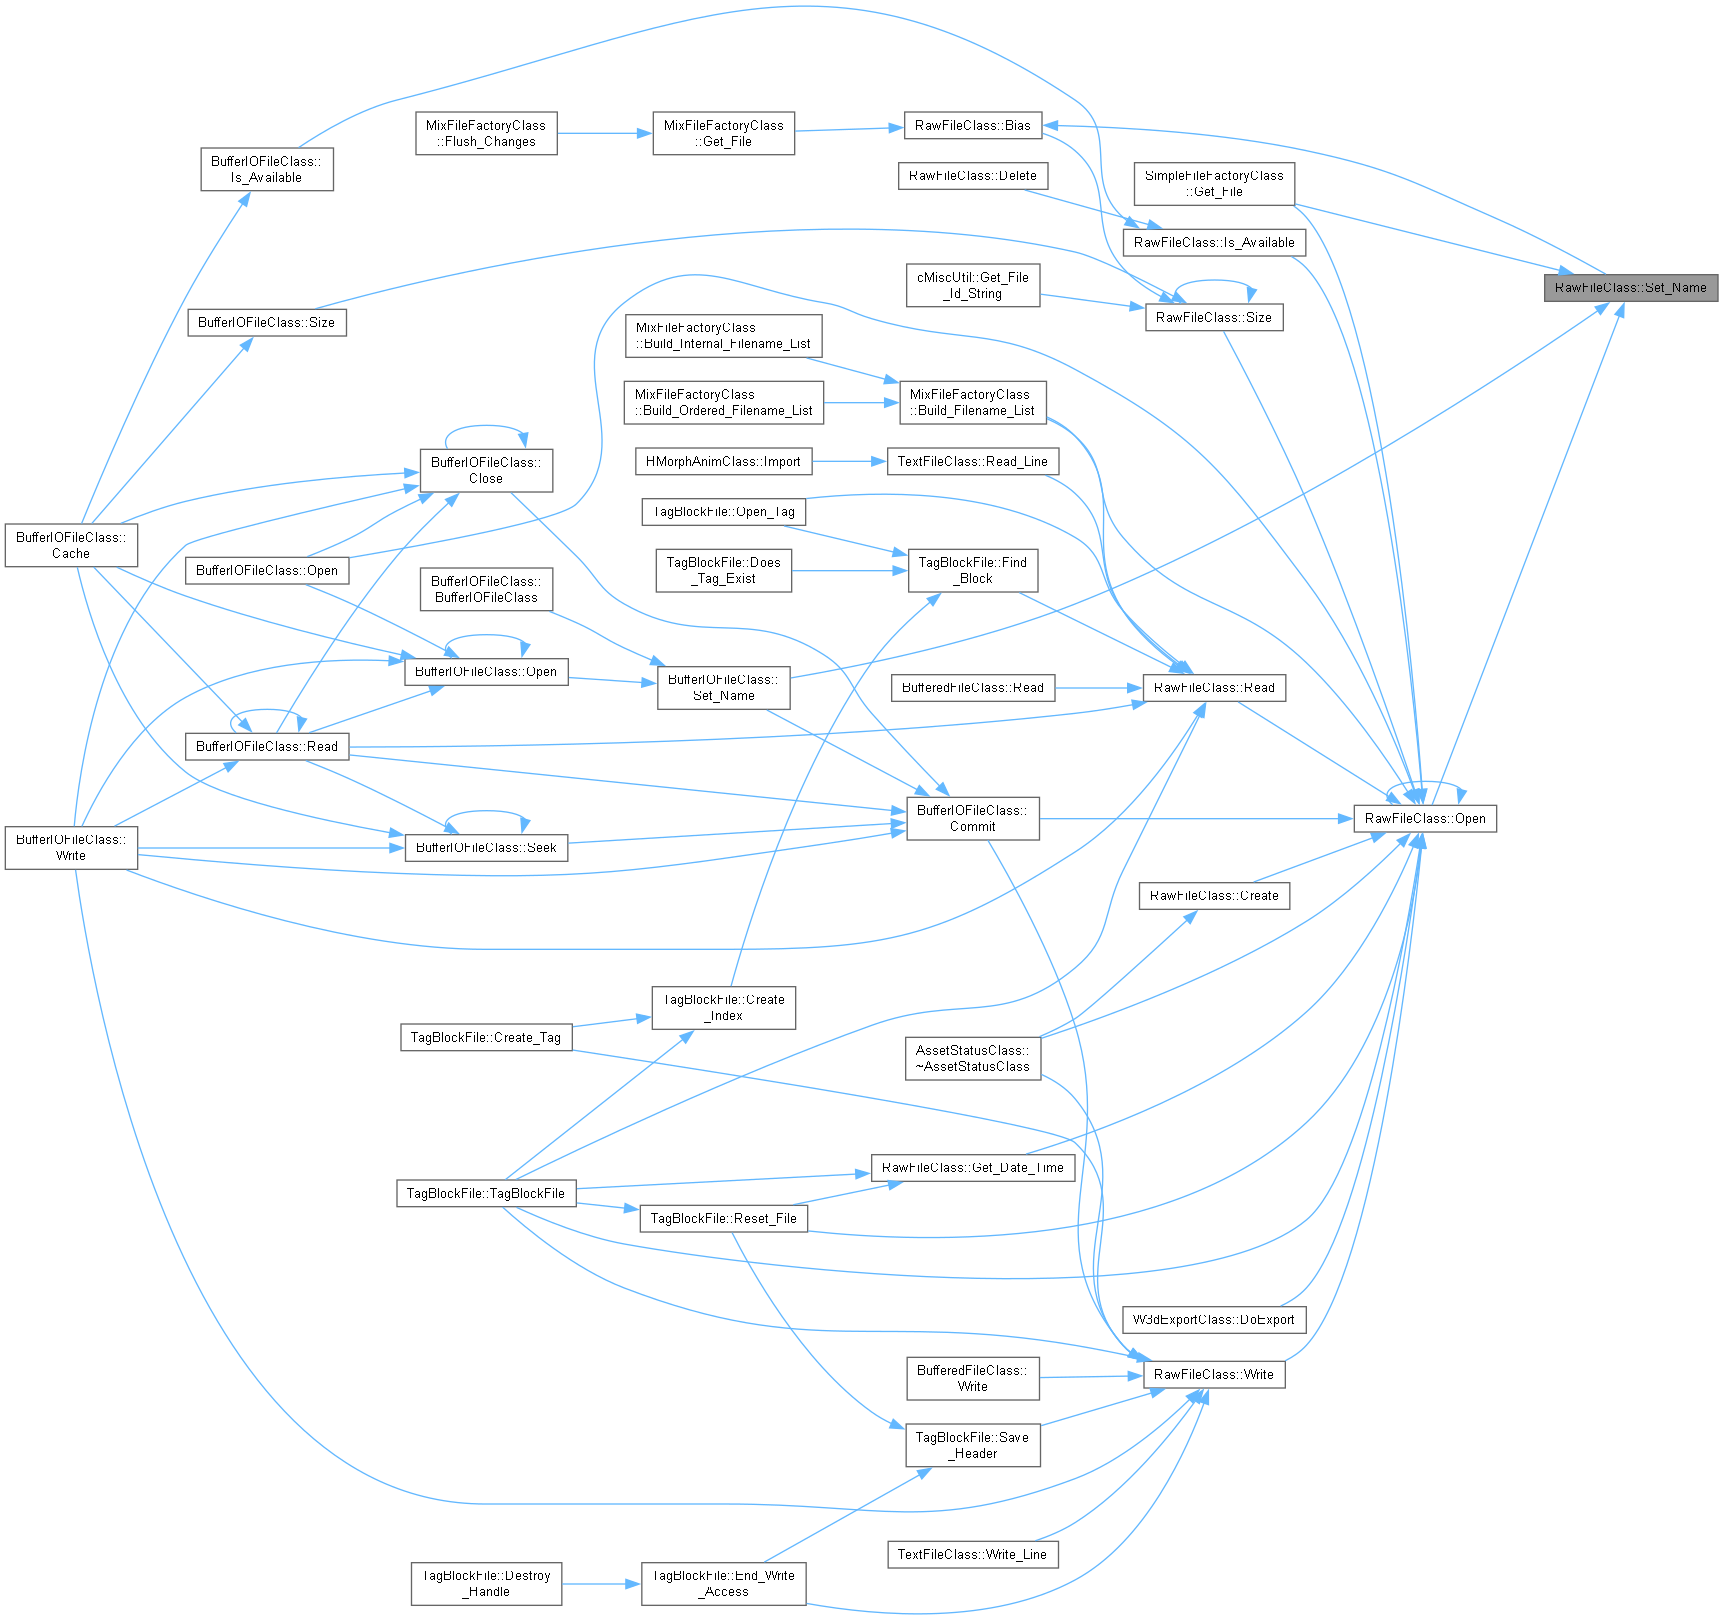 MixFileFactoryClass
::Flush_Changes
MixFileFactoryClass
::Get_File
RawFileClass::Bias
BufferIOFileClass::
Is_Available
RawFileClass::Delete
SimpleFileFactoryClass
::Get_File
RawFileClass::Is_Available
cMiscUtil::Get_File
_Id_String
RawFileClass::Set_Name
BufferIOFileClass::Size
RawFileClass::Size
MixFileFactoryClass
::Build_Internal_Filename_List
MixFileFactoryClass
::Build_Ordered_Filename_List
MixFileFactoryClass
::Build_Filename_List
BufferIOFileClass::
Close
HMorphAnimClass::Import
TextFileClass::Read_Line
TagBlockFile::Open_Tag
BufferIOFileClass::
Cache
BufferIOFileClass::Open
TagBlockFile::Does
_Tag_Exist
TagBlockFile::Find
_Block
BufferIOFileClass::
BufferIOFileClass
BufferIOFileClass::Open
BufferIOFileClass::
Set_Name
BufferedFileClass::Read
RawFileClass::Read
BufferIOFileClass::Read
BufferIOFileClass::
Commit
RawFileClass::Open
BufferIOFileClass::
Write
BufferIOFileClass::Seek
RawFileClass::Create
TagBlockFile::Create
_Index
TagBlockFile::Create_Tag
AssetStatusClass::
~AssetStatusClass
RawFileClass::Get_Date_Time
TagBlockFile::TagBlockFile
TagBlockFile::Reset_File
W3dExportClass::DoExport
BufferedFileClass::
Write
RawFileClass::Write
TagBlockFile::Save
_Header
TextFileClass::Write_Line
TagBlockFile::Destroy
_Handle
TagBlockFile::End_Write
_Access